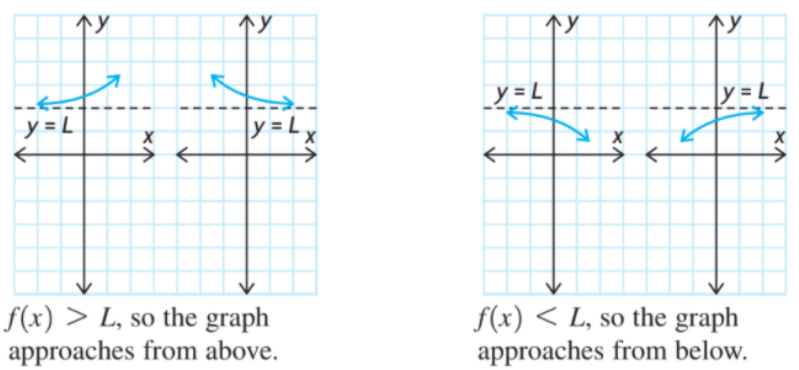 y
y
y
y
y = L
y = L
y = L
y = L
x
x
x
x
f(x) > L, so the graph
approaches from above.
f(x) < L, so the graph
approaches from below.